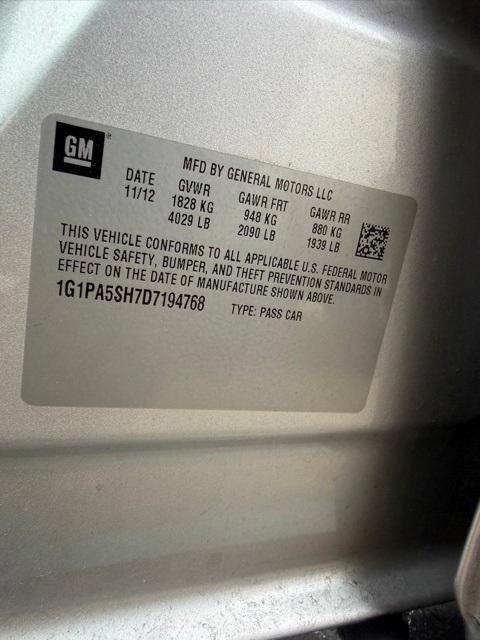 GM
MFD BY GENERAL MOTORS LLC
DATE GVWR GAWR FRT GAWR RR
11/12 1828 KG 948 KG 880 KG
4029 LB 2090 LB 1939 LB
THIS VEHICLE CONFORMS TO ALL APPLICABLE U.S. FEDERAL MOTOR
VEHICLE SAFETY, BUMPER, AND THEFT PREVENTION STANDARDS IN
EFFECT ON THE DATE OF MANUFACTURE SHOWN ABOVE.
1G1PA5SH7D7194768 TYPE: PASS CAR